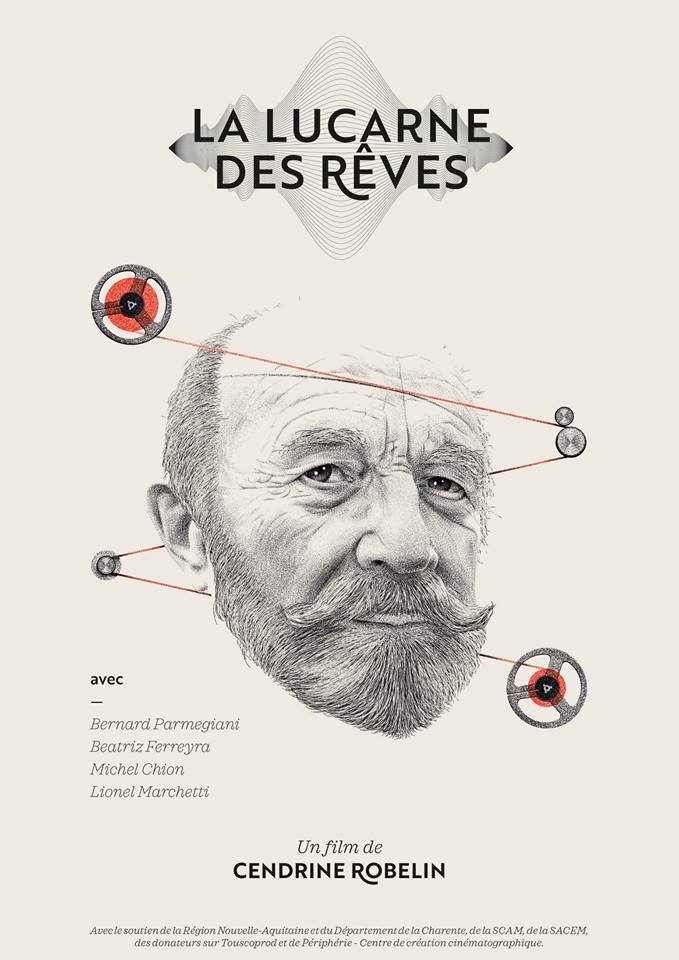 LA LUCARNE
DES RÊVES
avec
—
Bernard Parmegiani
Beatriz Ferreyra
Michel Chion
Lionel Marchetti
Un film de
CENDRINE ROBELIN
Avec le soutien de la Région Nouvelle-Aquitaine et du Département de la Charente, de la SCAM, de la SACEM,
des donateurs sur Touscoprod et de Périphérie - Centre de création cinématographique.